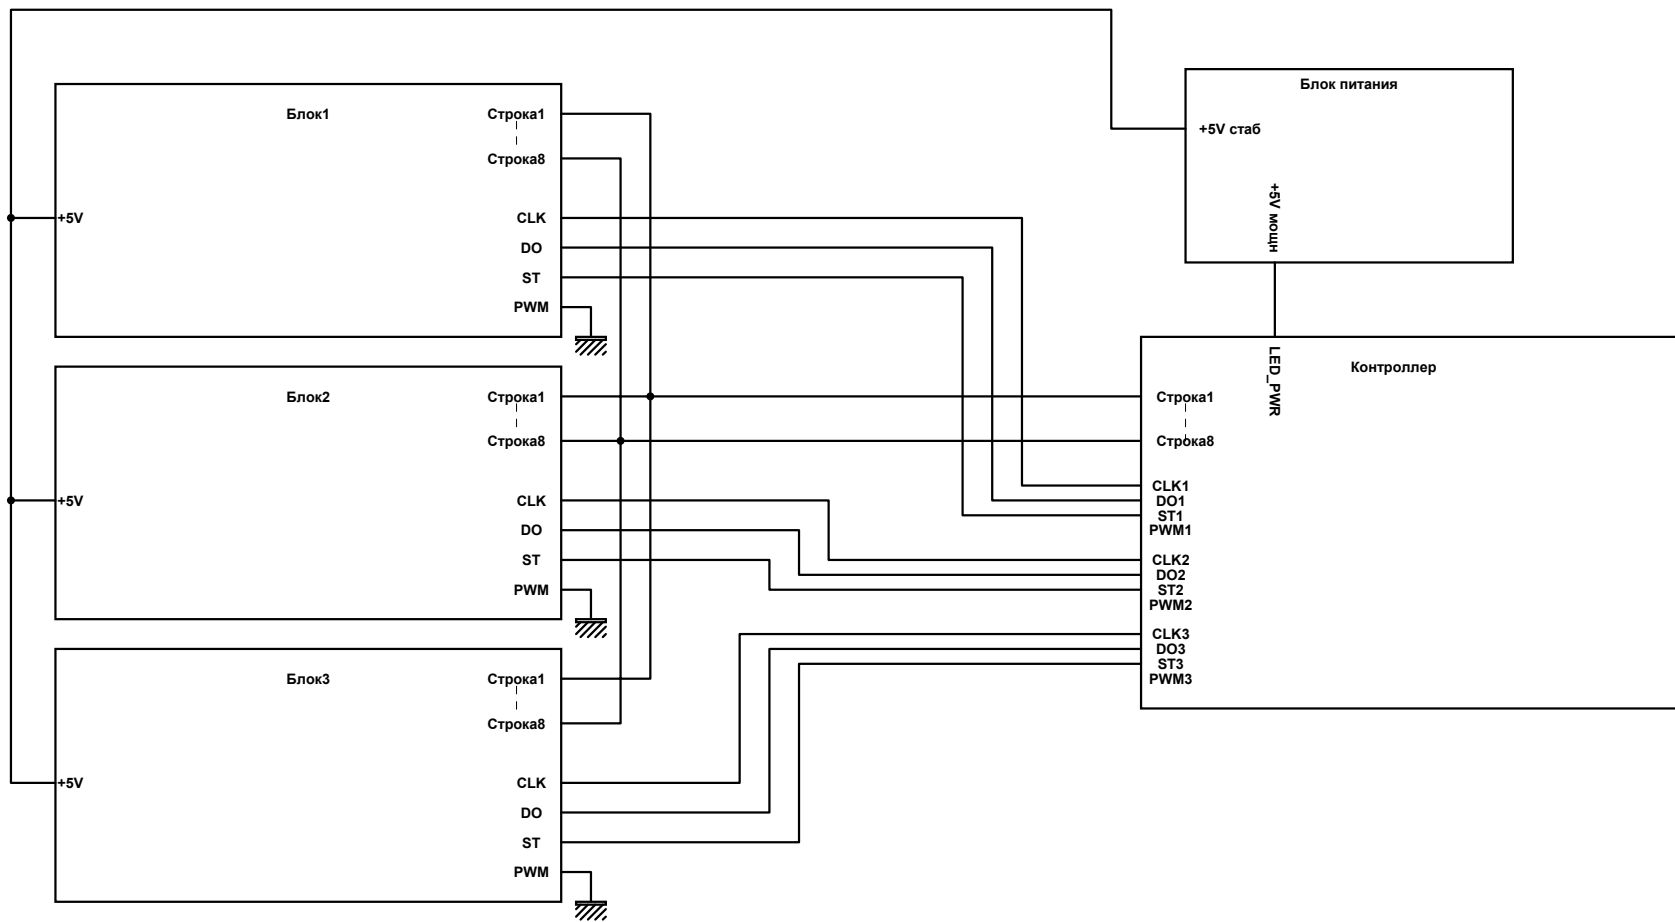 Блок питания
+5V стаб
+5V мощн
Блок1
Строка1
Строка8
+5V
CLK
DO
ST
PWM
Блок2
Строка1
Строка8
+5V
CLK
DO
ST
PWM
Блок3
Строка1
Строка8
+5V
CLK
DO
ST
PWM
Контроллер
LED_PWR
Строка1
Строка8
CLK1
DO1
ST1
PWM1
CLK2
DO2
ST2
PWM2
CLK3
DO3
ST3
PWM3